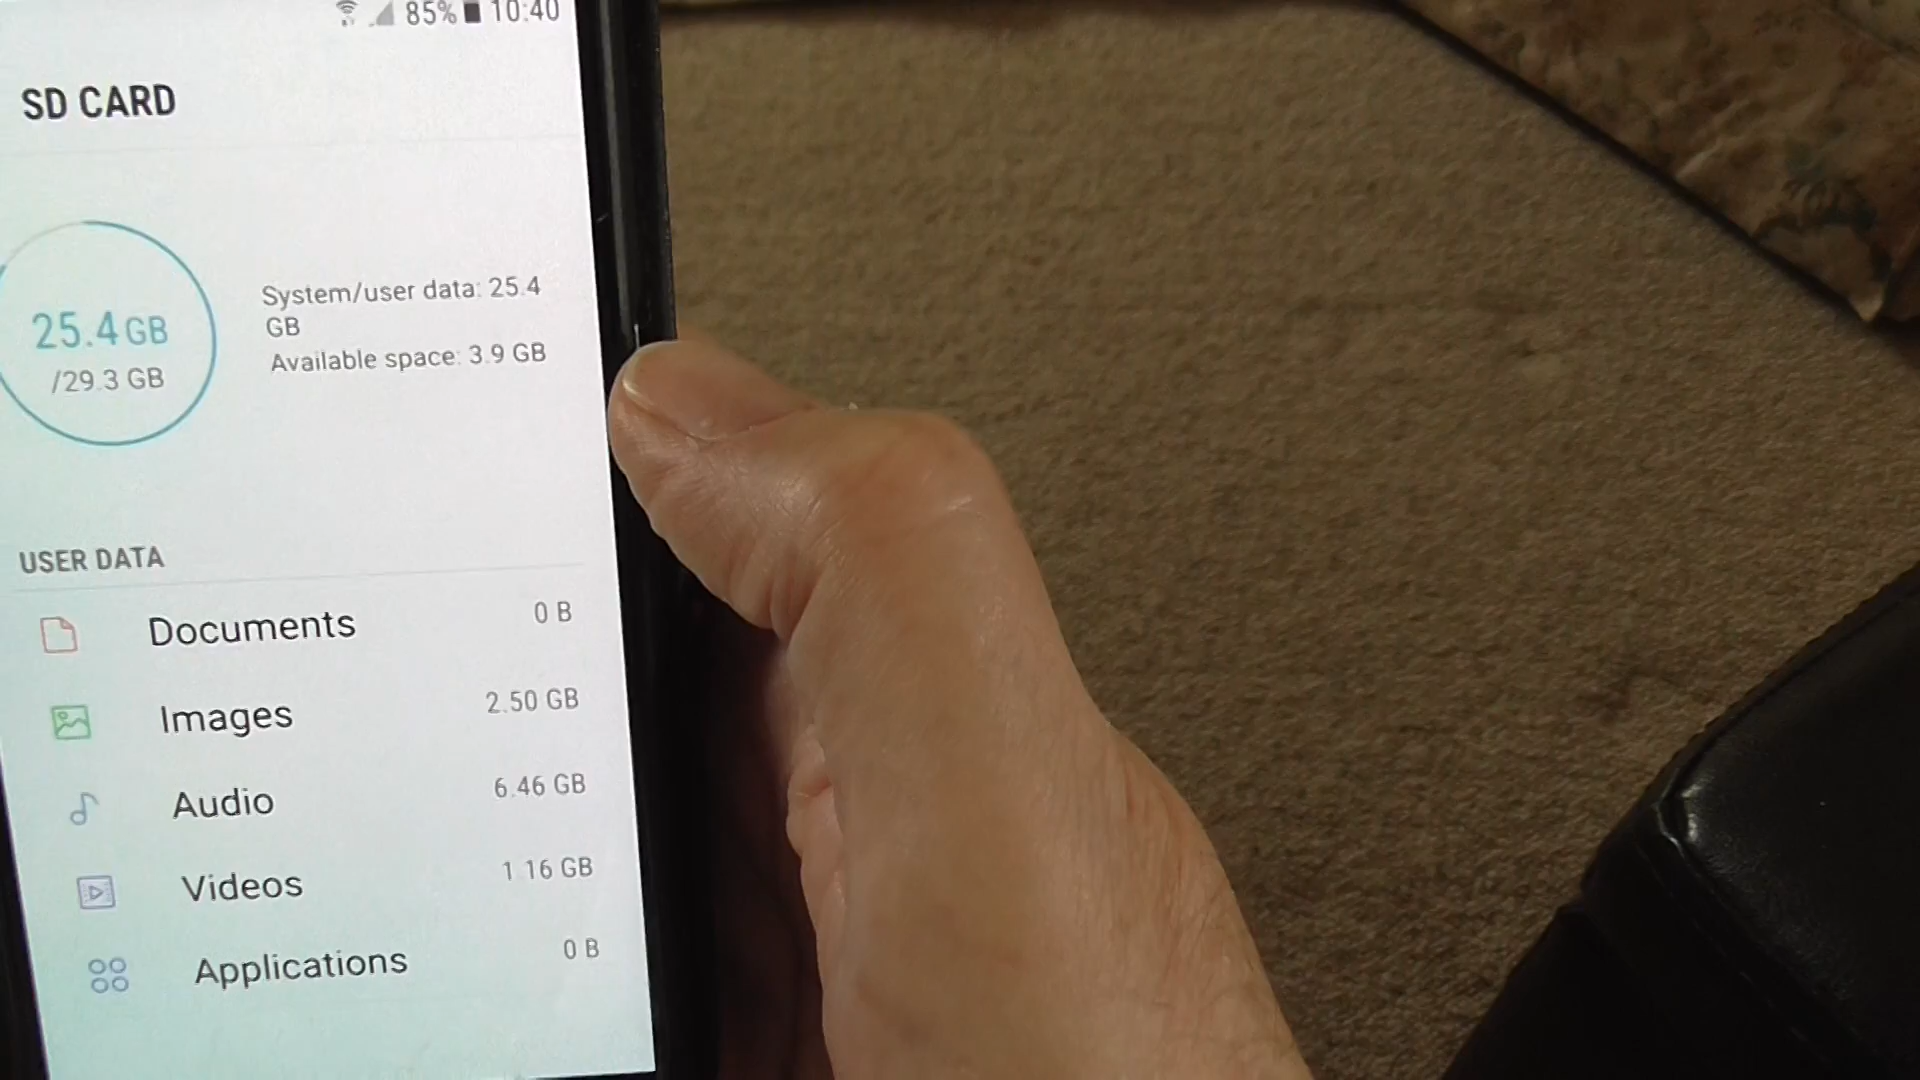 85% 10:40
SD CARD
25.4 GB
/29.3 GB
System/user data: 25.4
GB
Available space: 3.9 GB
USER DATA
Documents 0 B
Images 2.50 GB
Audio 6.46 GB
Videos 1.16 GB
Applications 0 B